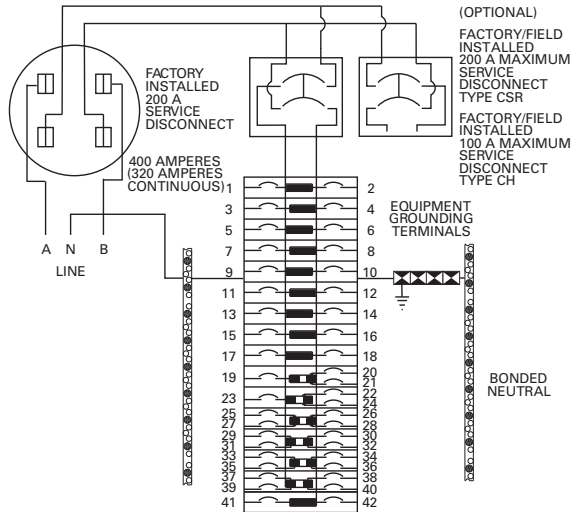 (OPTIONAL)
FACTORY/FIELD
INSTALLED
200 A MAXIMUM
SERVICE
DISCONNECT
TYPE CSR
FACTORY/FIELD
INSTALLED
100 A MAXIMUM
SERVICE
DISCONNECT
TYPE CH
FACTORY
INSTALLED
200 A
SERVICE
DISCONNECT
400 AMPERES
(320 AMPERES
CONTINUOUS)
A N B
LINE
EQUIPMENT
GROUNDING
TERMINALS
BONDED
NEUTRAL
1 2
3 4
5 6
7 8
9 10
11 12
13 14
15 16
17 18
19 20
21
23 22
24
25 26
27 28
29 30
31 32
33 34
35 36
37 38
39 40
41 42